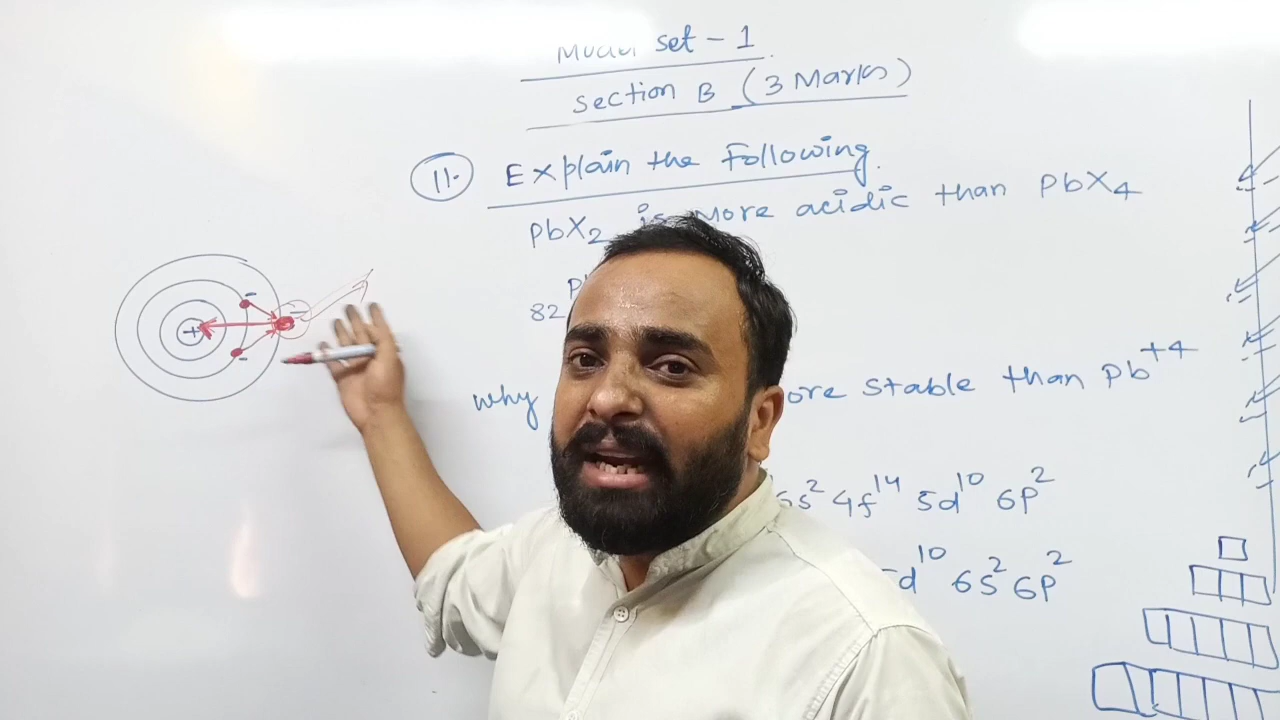 set - 1
Section B (3 Marks)
11. Explain the Following.
PbX2 is more acidic than PbX4
82
why ore stable than Pb+4
6s2 4f14 5d10 6p2
d10 6s2 6p2
+
-
-
-